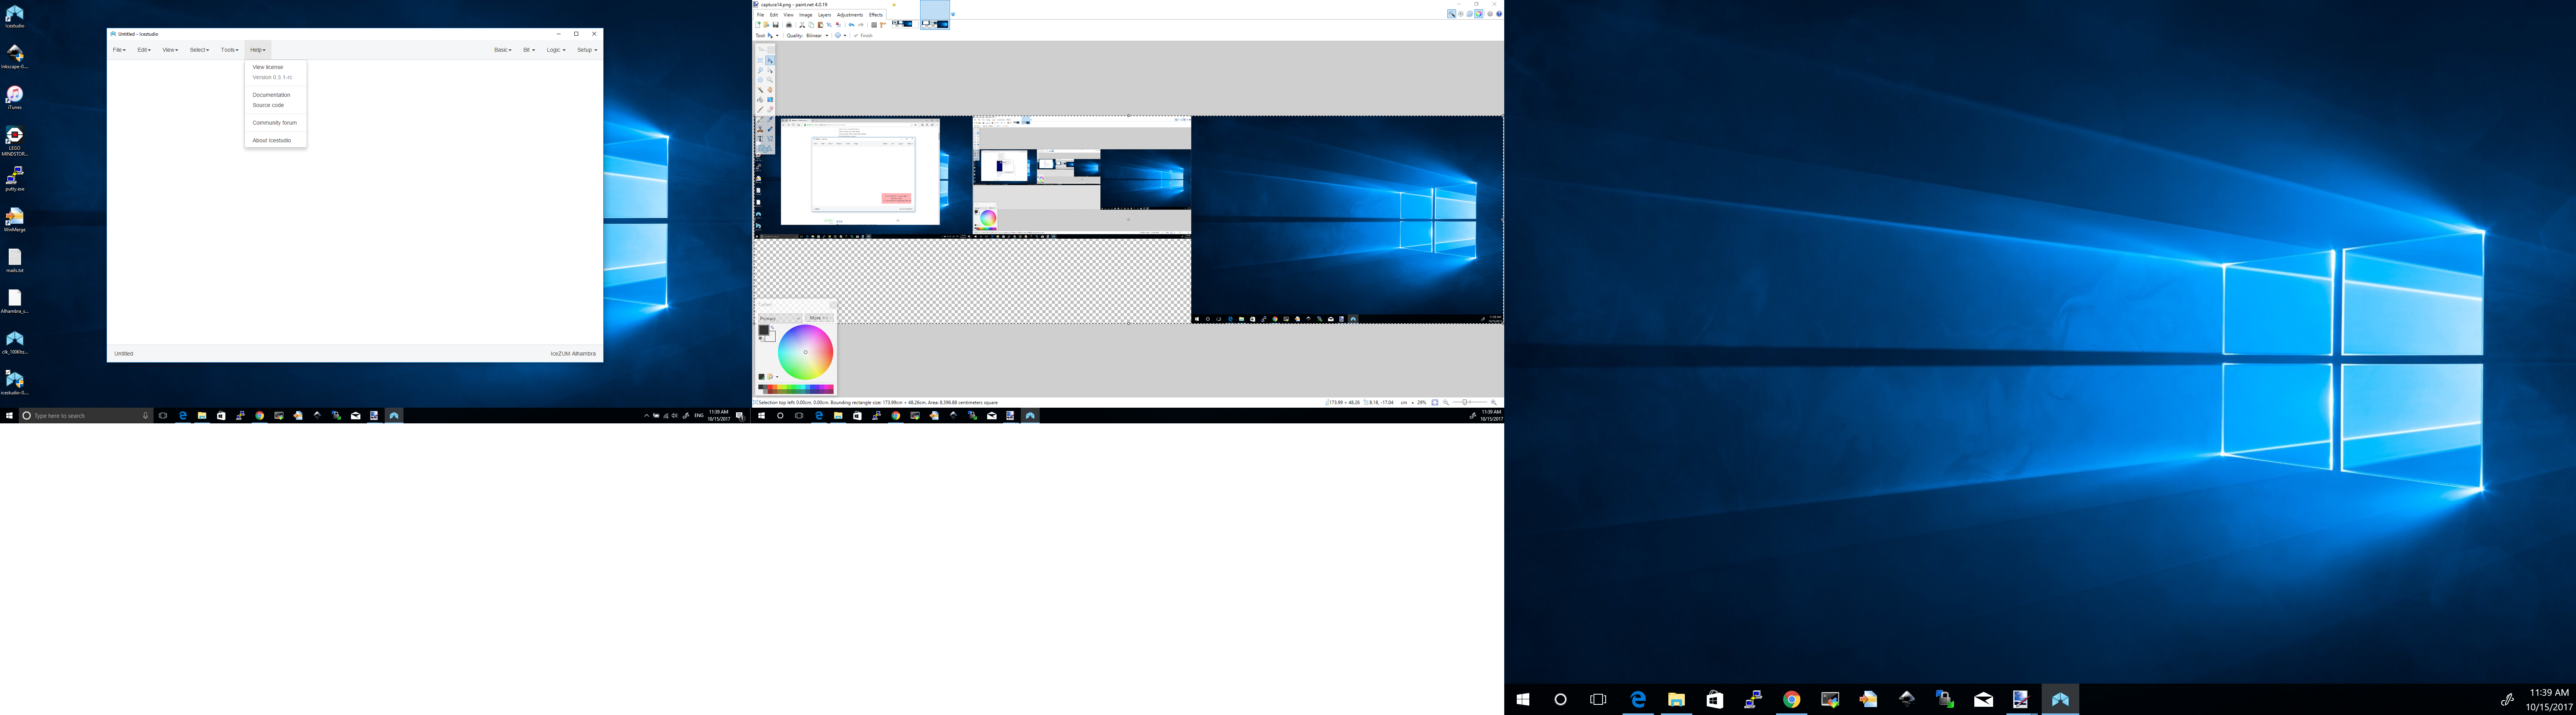 Icestudio
Inkscape-0....
iTunes
LEGO
MINDSTOR...
putty.exe
WinMerge
mails.txt
Alhambra_s...
clk_100Khz...
icestudio-0....
Untitled - Icestudio
File Edit View Select Tools Help Basic Bit Logic Setup
View license
Version 0.3.1-rc
Documentation
Source code
Community forum
About Icestudio
Untitled IceZUM Alhambra
Type here to search
ENG
11:39 AM
10/15/2017
captura14.png - paint.net 4.0.19
File Edit View Image Layers Adjustments Effects
Tool: Quality: Bilinear Finish
To...
Colors
Primary More >>
Selection top left: 0.00cm, 0.00cm. Bounding rectangle size: 173.99cm × 48.26cm. Area: 8,396.88 centimeters square
173.99 × 48.26 8.18, -17.04 cm 29%
11:39 AM
10/15/2017
11:39 AM
10/15/2017